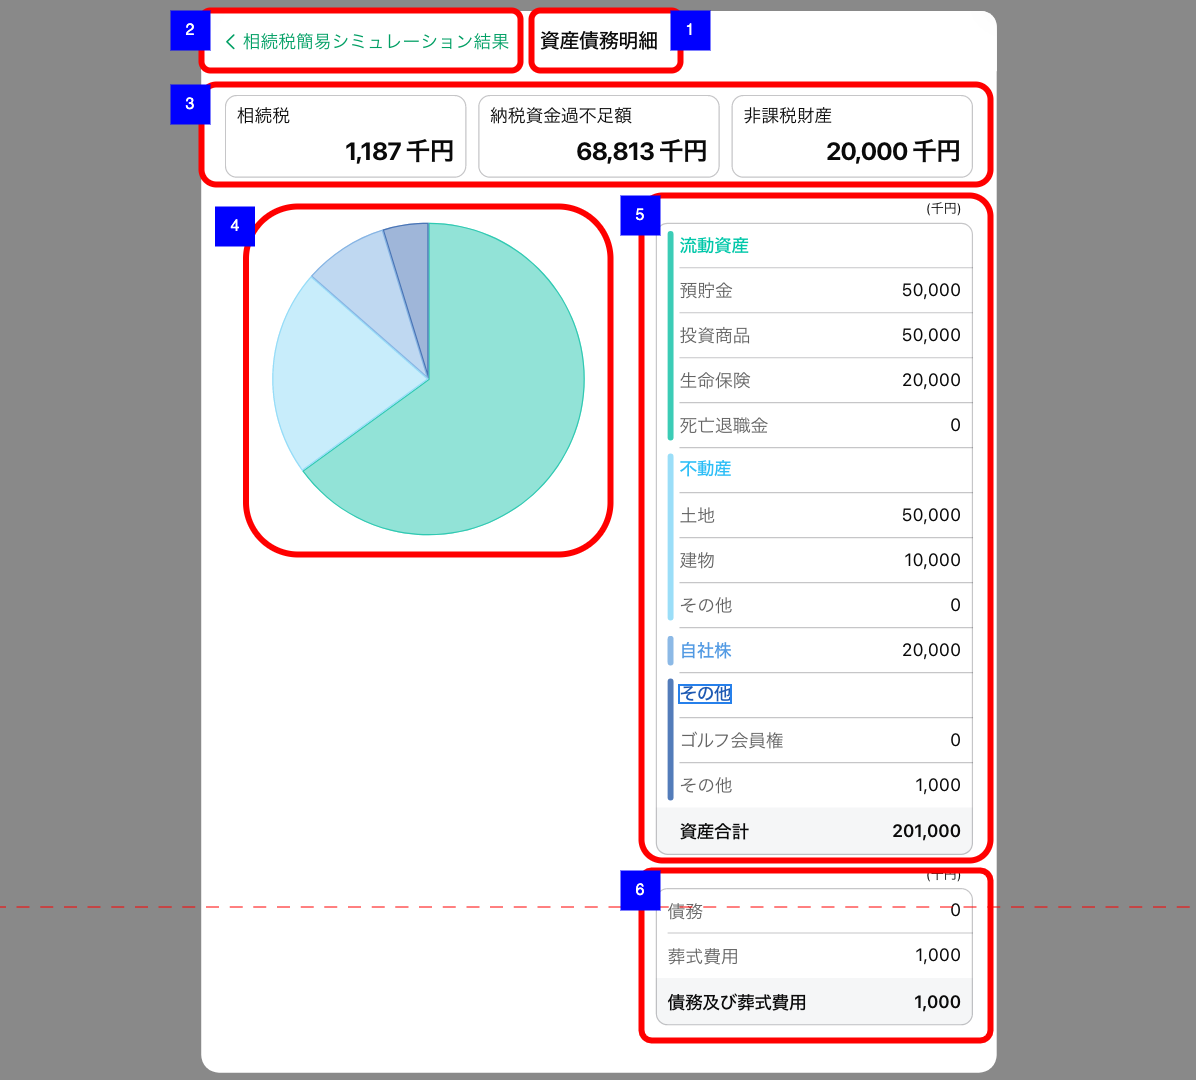 2
相続税簡易シミュレーション結果
資産債務明細
1
3
相続税
1,187 千円
納税資金過不足額
68,813 千円
非課税財産
20,000 千円
4
5
(千円)
流動資産
預貯金 50,000
投資商品 50,000
生命保険 20,000
死亡退職金 0
不動産
土地 50,000
建物 10,000
その他 0
自社株 20,000
その他
ゴルフ会員権 0
その他 1,000
資産合計 201,000
6
(千円)
債務 0
葬式費用 1,000
債務及び葬式費用 1,000